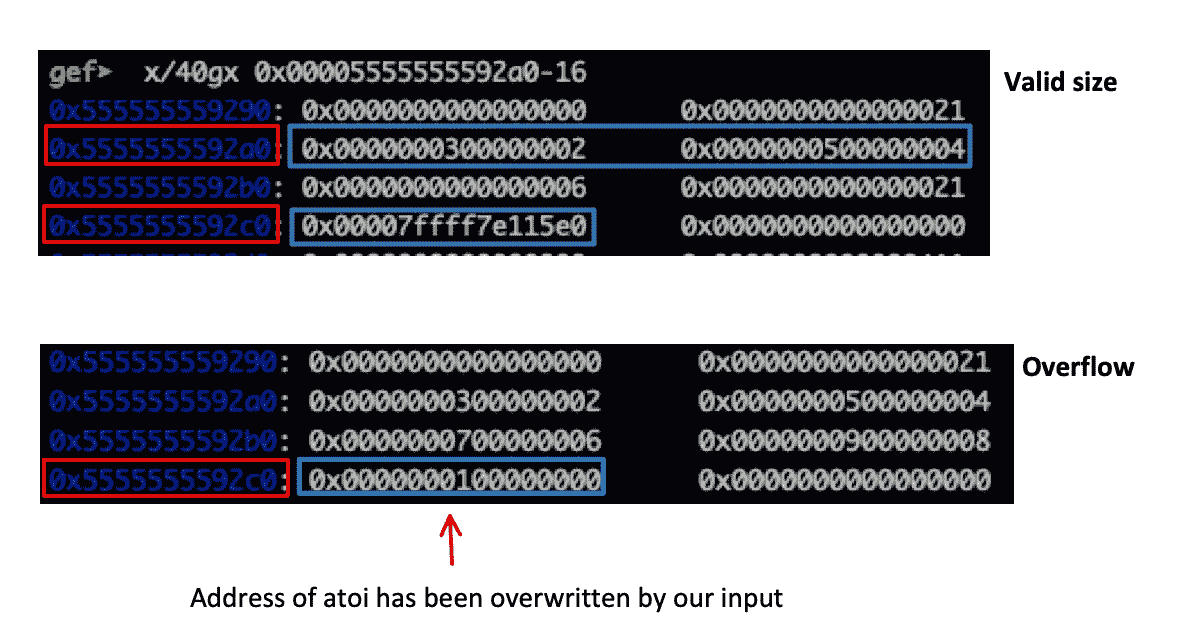 gef➤  x/40gx 0x00005555555592a0-16
Valid size
0x555555559290: 0x0000000000000000 0x0000000000000021
0x5555555592a0: 0x0000000300000002 0x0000000500000004
0x5555555592b0: 0x0000000000000006 0x0000000000000021
0x5555555592c0: 0x00007ffff7e115e0 0x0000000000000000
0x555555559290: 0x0000000000000000 0x0000000000000021
Overflow
0x5555555592a0: 0x0000000300000002 0x0000000500000004
0x5555555592b0: 0x0000000700000006 0x0000000900000008
0x5555555592c0: 0x0000000100000000 0x0000000000000000
Address of atoi has been overwritten by our input